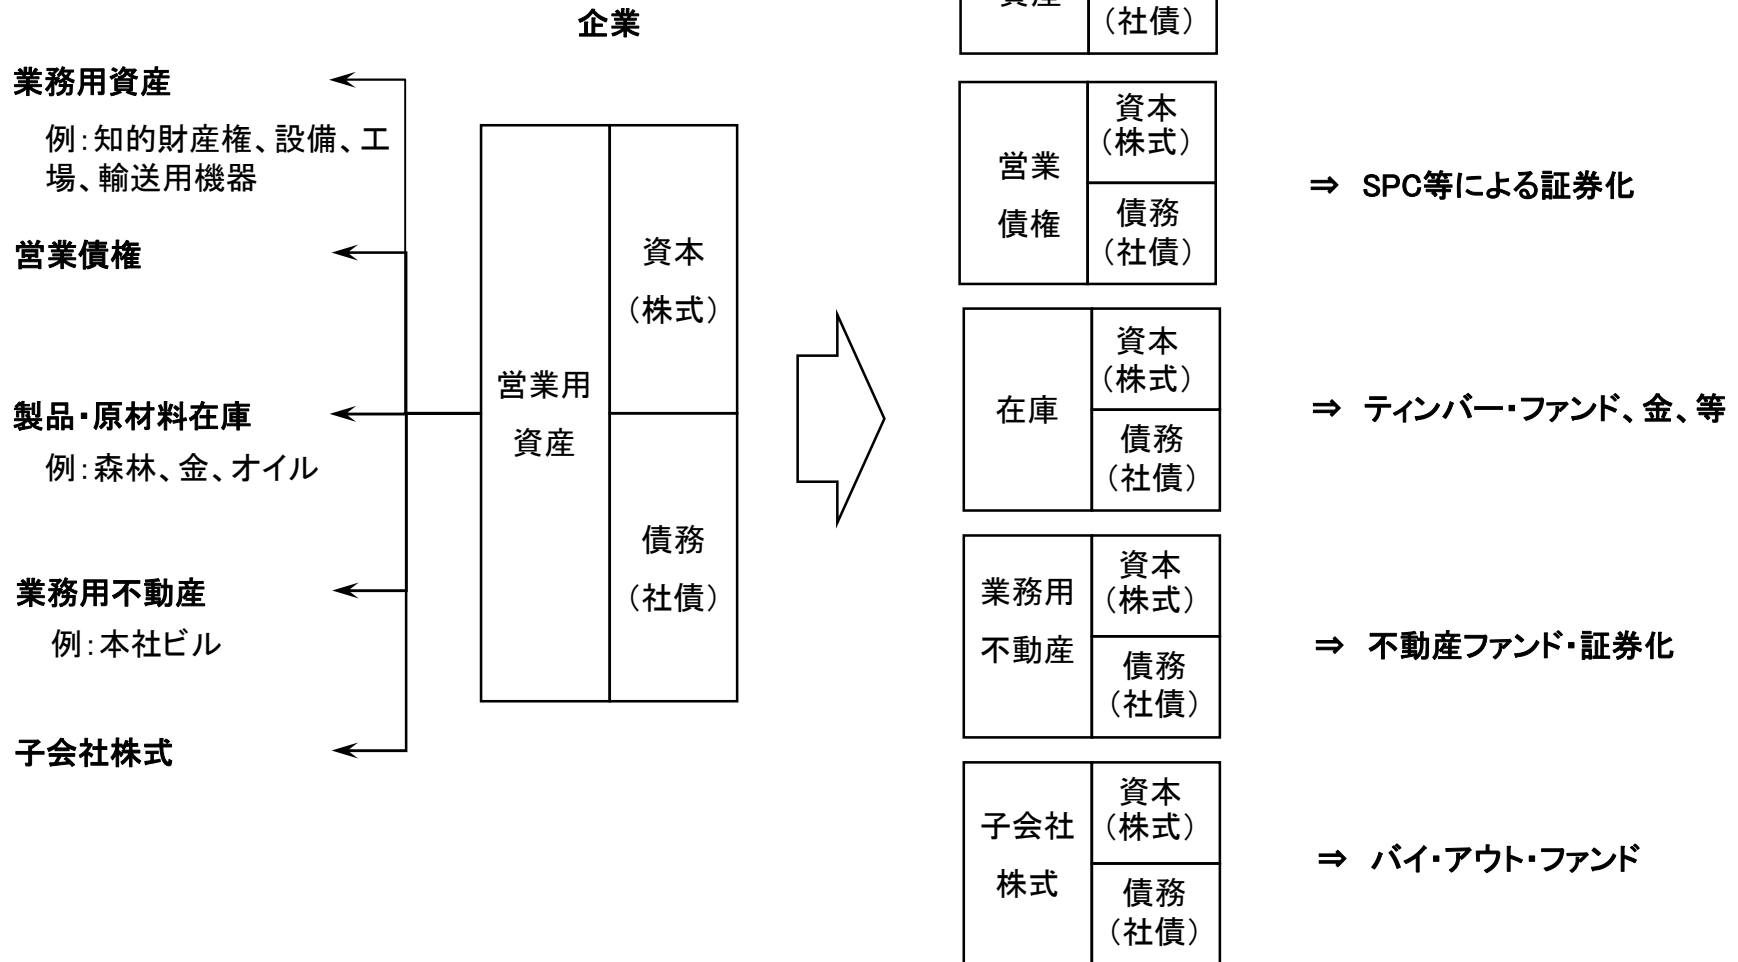 企業
業務用資産
例：知的財産権、設備、工
場、輸送用機器
営業債権
製品・原材料在庫
例：森林、金、オイル
業務用不動産
例：本社ビル
子会社株式
営業用
資産
資本
（株式）
債務
（社債）
（社債）
営業
債権
資本
（株式）
債務
（社債）
⇒ SPC等による証券化
在庫
資本
（株式）
債務
（社債）
⇒ ティンバー・ファンド、金、等
業務用
不動産
資本
（株式）
債務
（社債）
⇒ 不動産ファンド・証券化
子会社
株式
資本
（株式）
債務
（社債）
⇒ バイ・アウト・ファンド